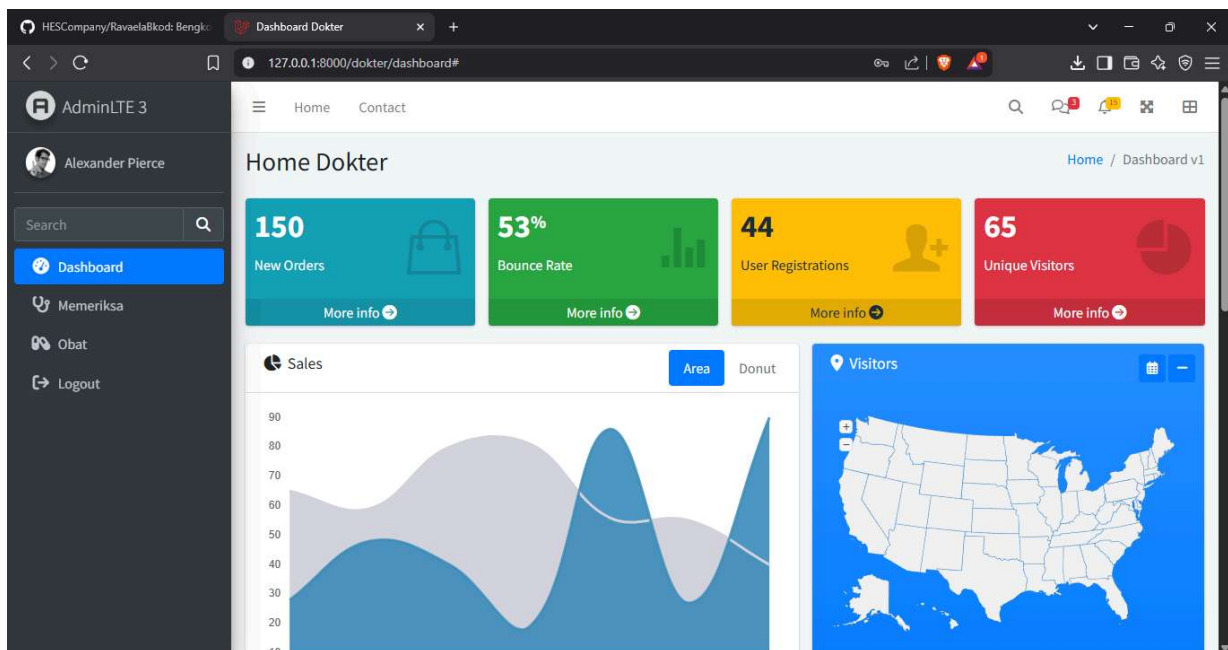 HESCompany/RavaelaBkod: Bengko
Dashboard Dokter
127.0.0.1:8000/dokter/dashboard#
AdminLTE 3
Home Contact
3
15
Alexander Pierce
Home Dokter
Home / Dashboard v1
Search
Dashboard
Memeriksa
Obat
Logout
150
New Orders
More info
53%
Bounce Rate
More info
44
User Registrations
More info
65
Unique Visitors
More info
Sales
Area Donut
90
80
70
60
50
40
30
20
Visitors
+
−